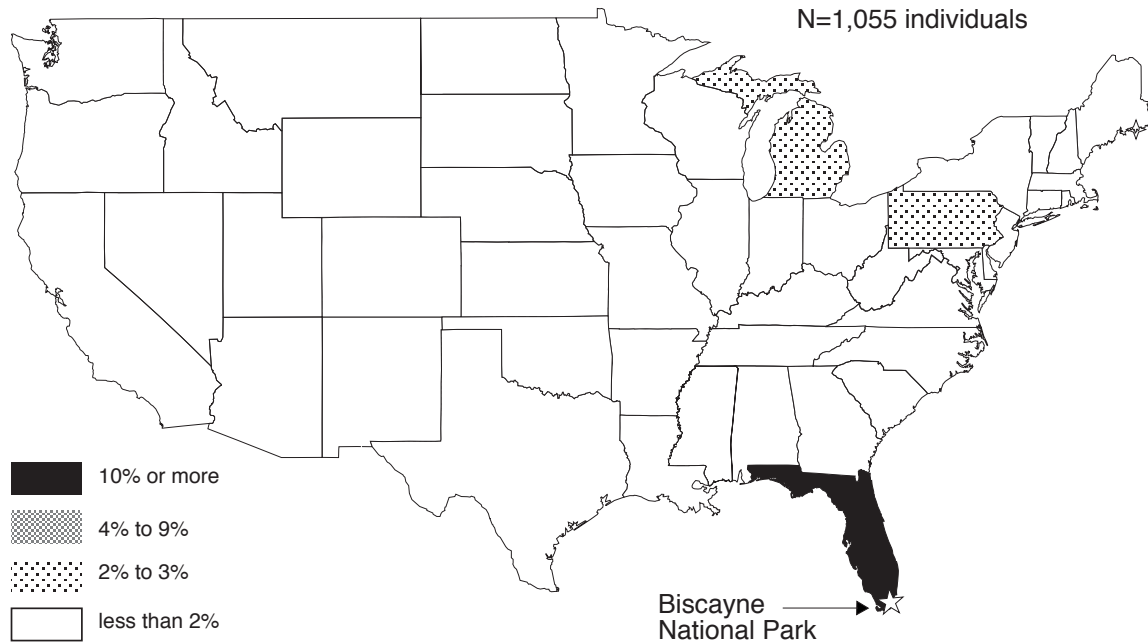 N=1,055 individuals
10% or more
4% to 9%
2% to 3%
less than 2%
Biscayne
National Park